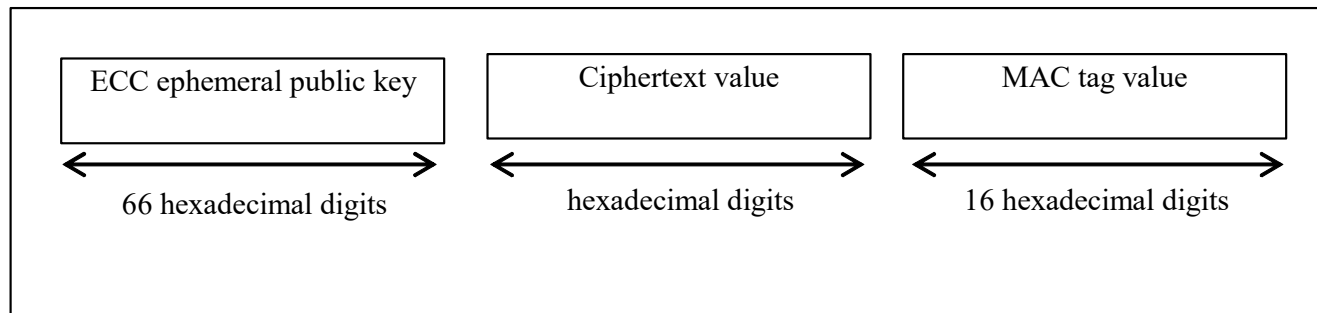 ECC ephemeral public key
Ciphertext value
MAC tag value
66 hexadecimal digits
hexadecimal digits
16 hexadecimal digits